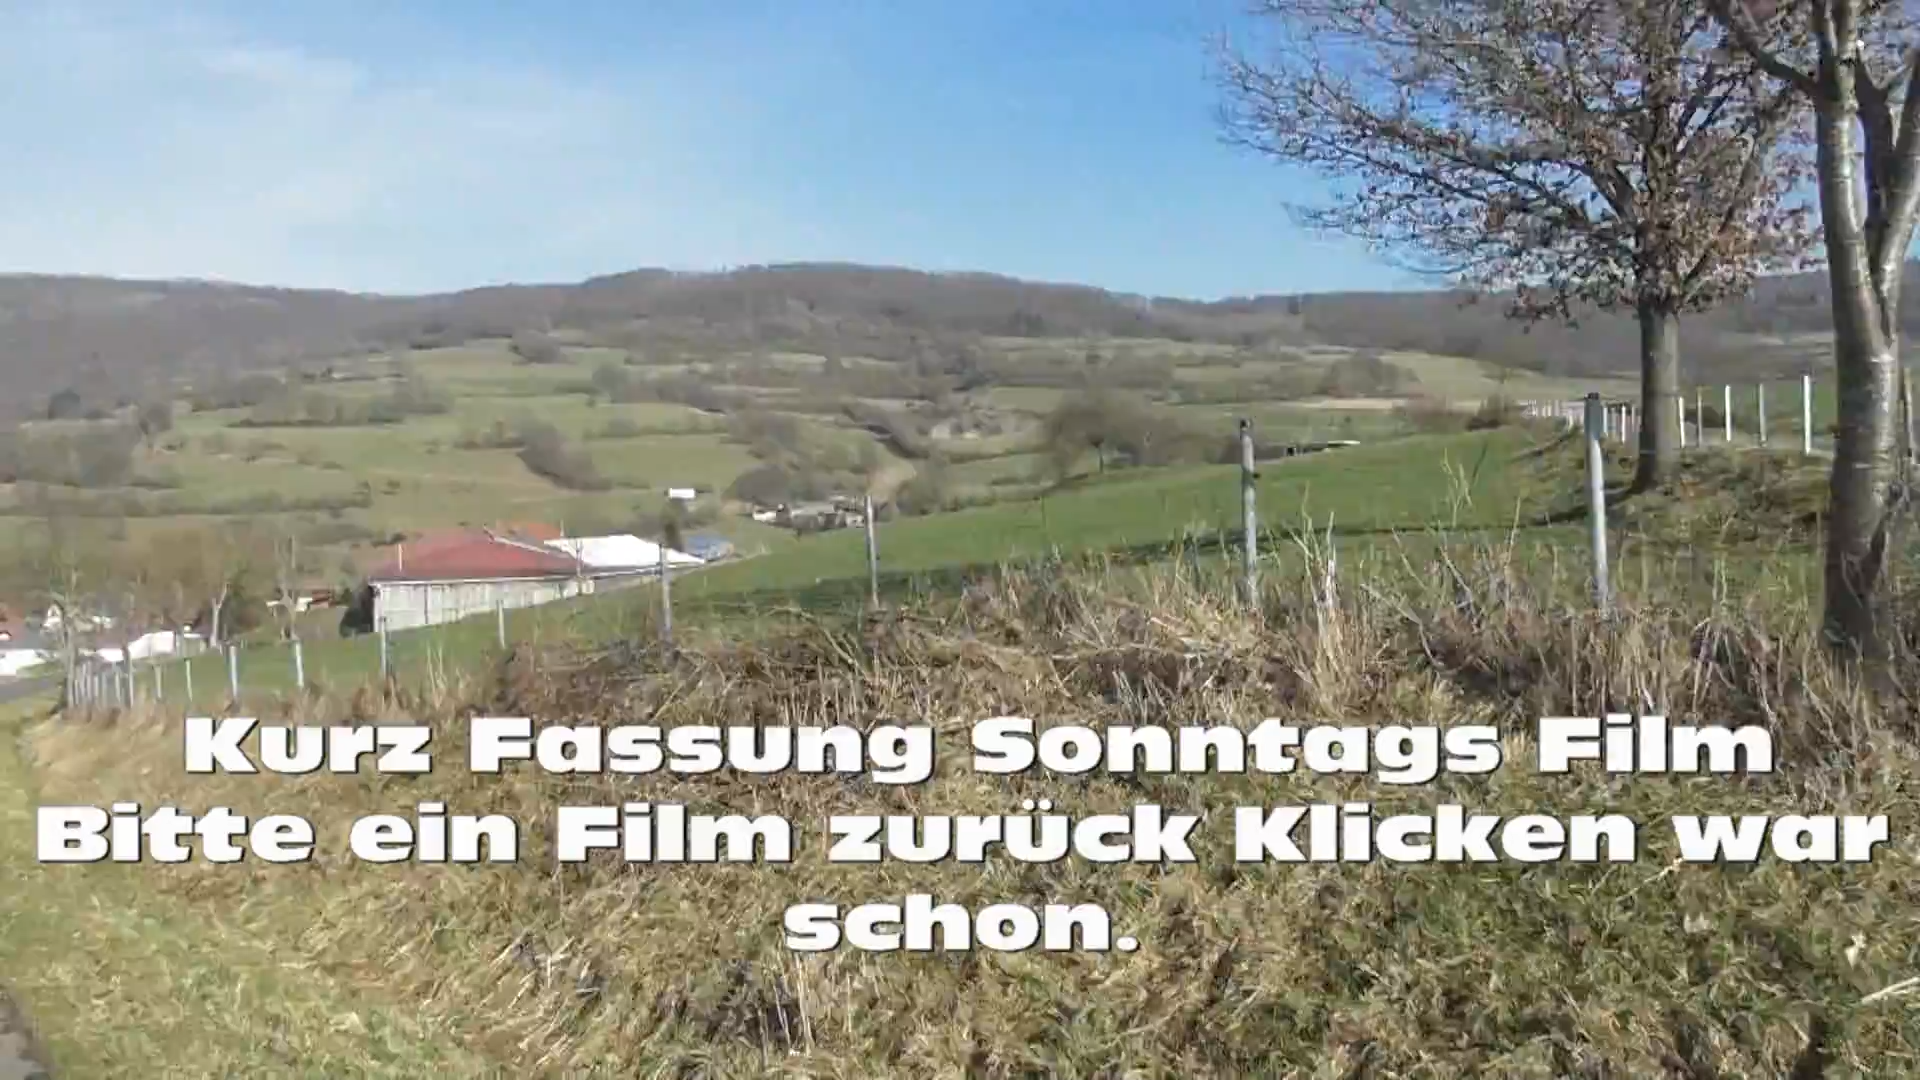 Kurz Fassung Sonntags Film
Bitte ein Film zurück Klicken war
schon.